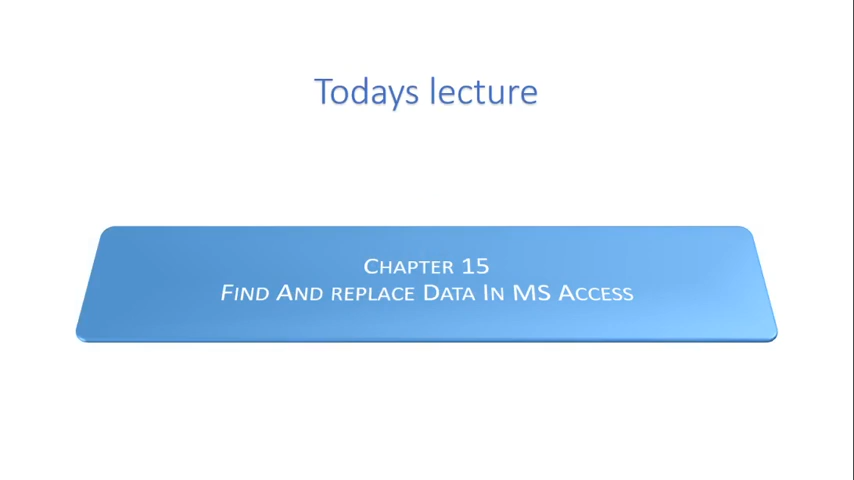 Todays lecture
Chapter 15
Find And replace Data In MS Access